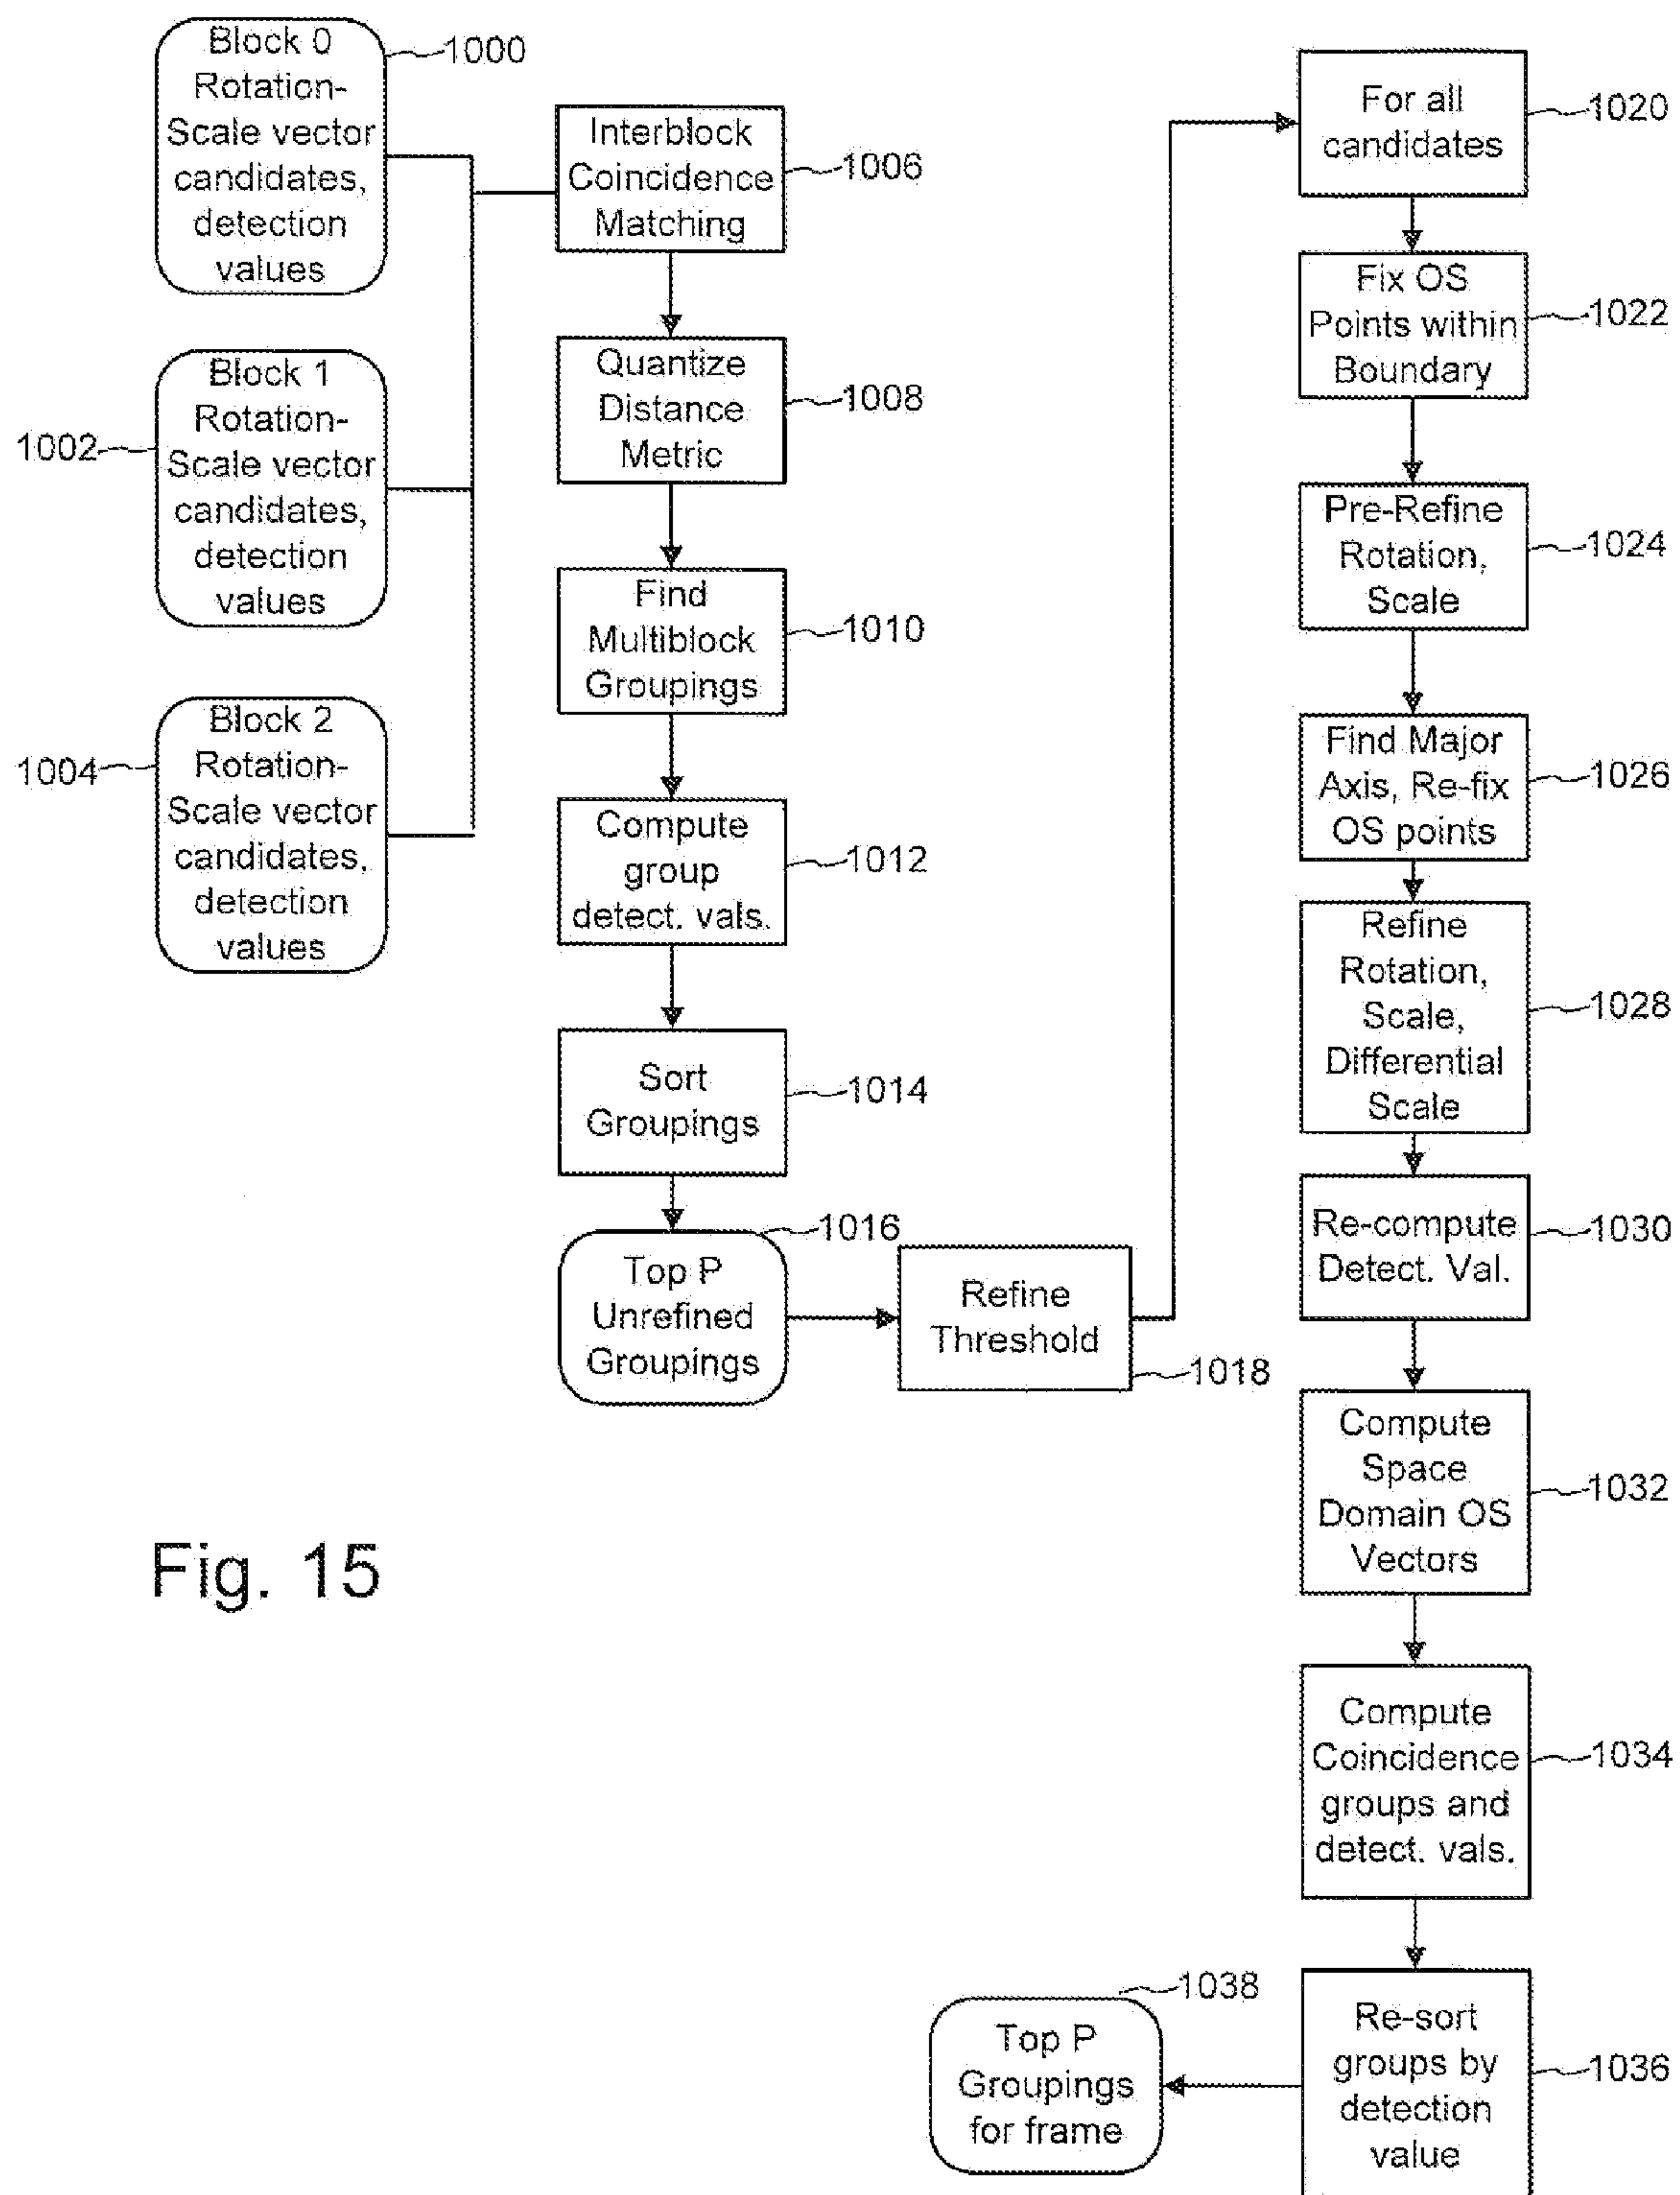 Block 0
Rotation-
Scale vector
candidates,
detection
values
1000
Block 1
Rotation-
Scale vector
candidates,
detection
values
1002
Block 2
Rotation-
Scale vector
candidates,
detection
values
1004
Interblock
Coincidence
Matching
1006
Quantize
Distance
Metric
1008
Find
Multiblock
Groupings
1010
Compute
group
detect. vals.
1012
Sort
Groupings
1014
Top P
Unrefined
Groupings
1016
Refine
Threshold
1018
For all
candidates
1020
Fix OS
Points within
Boundary
1022
Pre-Refine
Rotation,
Scale
1024
Find Major
Axis, Re-fix
OS points
1026
Refine
Rotation,
Scale,
Differential
Scale
1028
Re-compute
Detect. Val.
1030
Compute
Space
Domain OS
Vectors
1032
Compute
Coincidence
groups and
detect. vals.
1034
Re-sort
groups by
detection
value
1036
Top P
Groupings
for frame
1038
Fig. 15